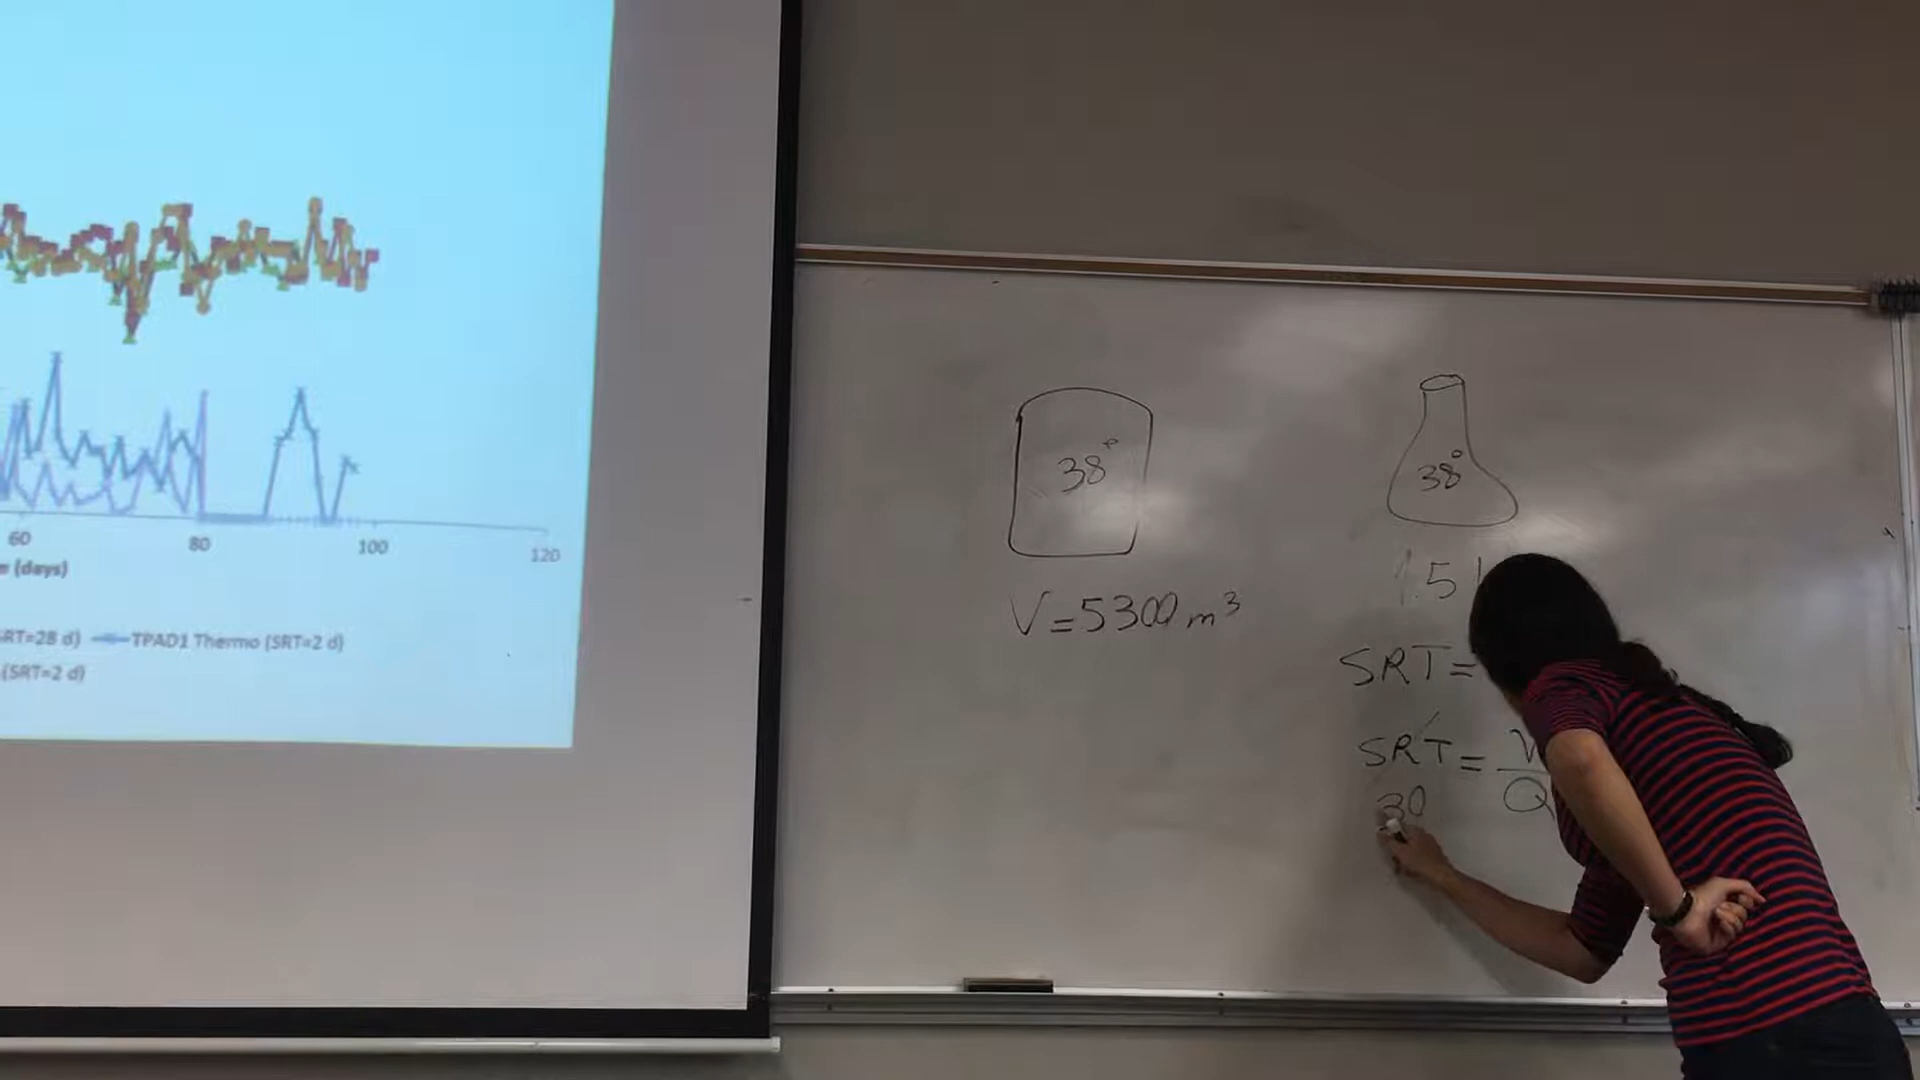 60 80 100 120
(days)
SRT=28 d) TPAD1 Thermo (SRT=2 d)
(SRT=2 d)
38°
V=5300 m³
38°
1.5
SRT=
SRT = V/Q
30